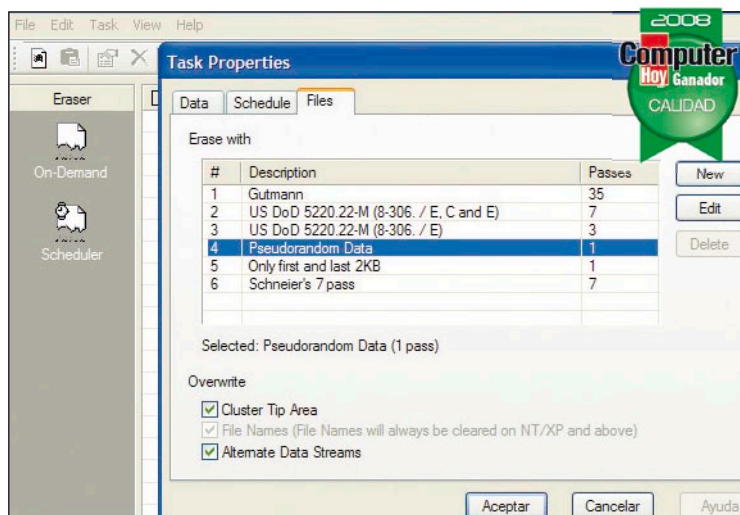 File Edit Task View Help
2008
Computer
Hoy Ganador
CALIDAD
Task Properties
Eraser
On-Demand
Scheduler
Data Schedule Files
Erase with
# Description Passes
1 Gutmann 35
2 US DoD 5220.22-M (8-306. / E, C and E) 7
3 US DoD 5220.22-M (8-306. / E) 3
4 Pseudorandom Data 1
5 Only first and last 2KB 1
6 Schneier's 7 pass 7
New
Edit
Delete
Selected: Pseudorandom Data (1 pass)
Overwrite
Cluster Tip Area
File Names (File Names will always be cleared on NT/XP and above)
Alternate Data Streams
Aceptar Cancelar Ayuda